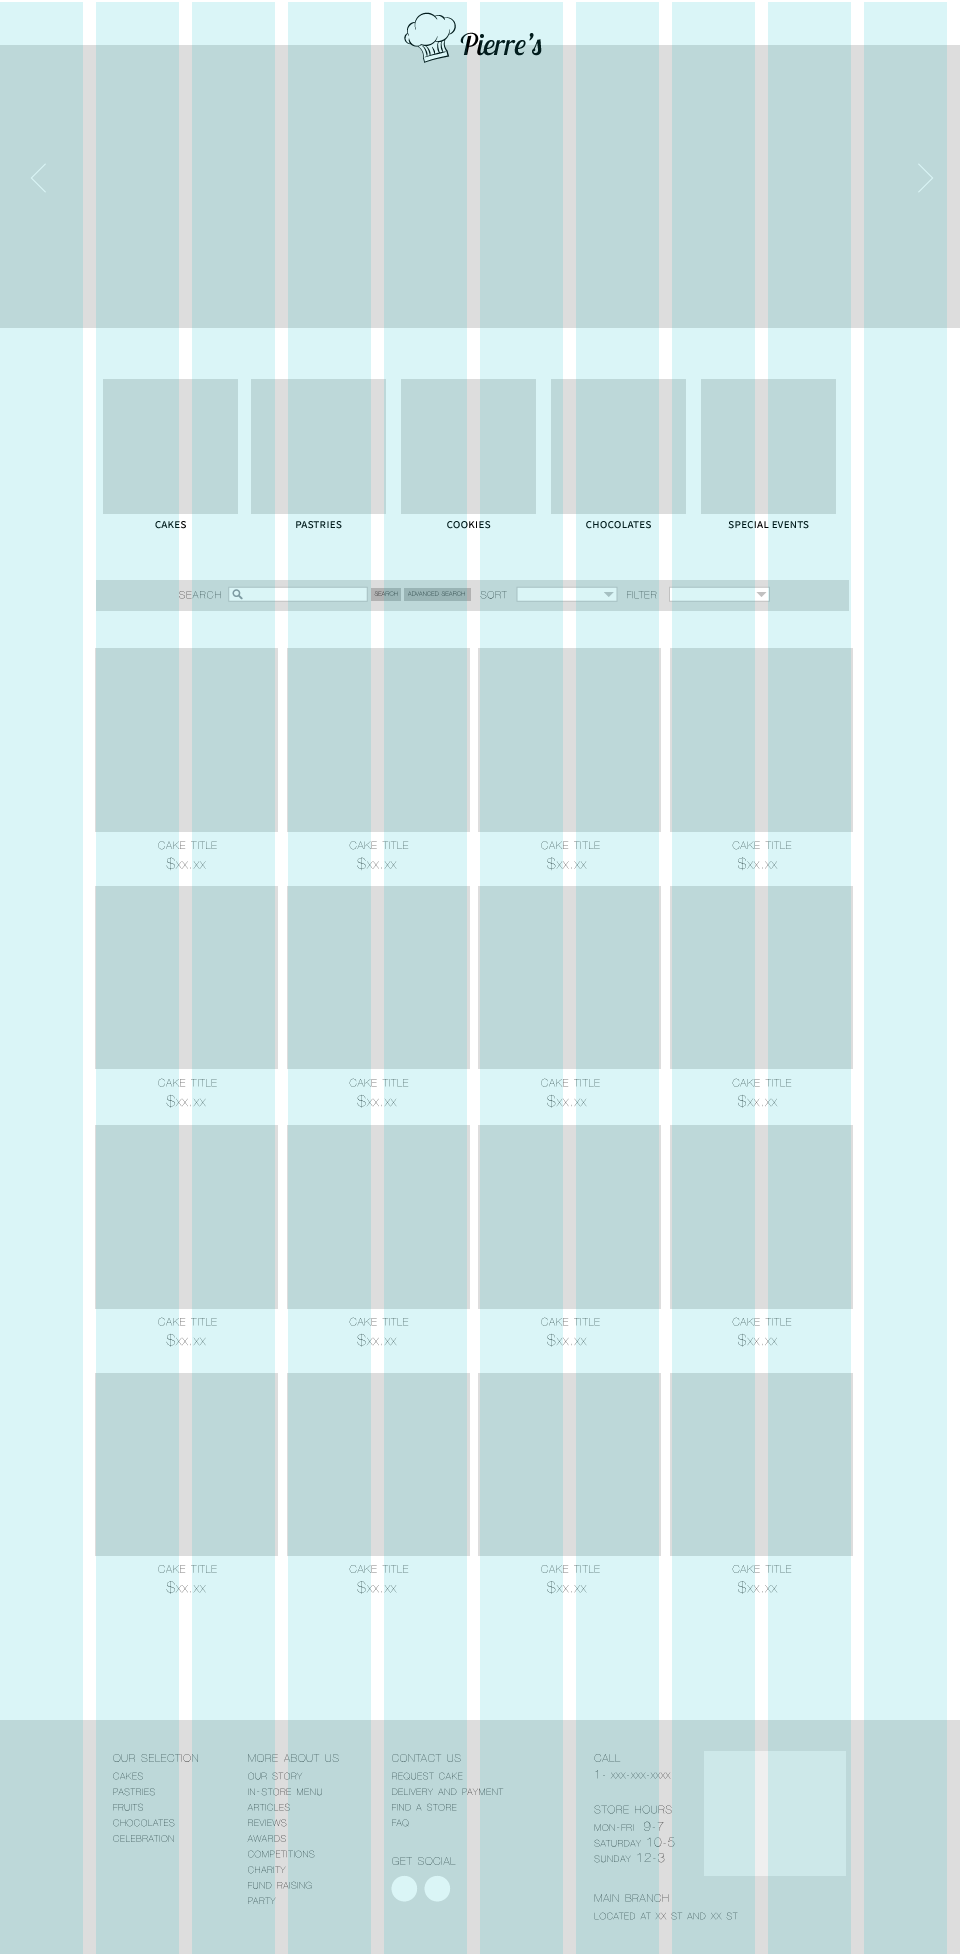 Pierre's
CAKES PASTRIES COOKIES CHOCOLATES SPECIAL EVENTS
SEARCH SEARCH ADVANCED SEARCH SORT FILTER
CAKE TITLE CAKE TITLE CAKE TITLE CAKE TITLE
$xx.xx $xx.xx $xx.xx $xx.xx
CAKE TITLE CAKE TITLE CAKE TITLE CAKE TITLE
$xx.xx $xx.xx $xx.xx $xx.xx
CAKE TITLE CAKE TITLE CAKE TITLE CAKE TITLE
$xx.xx $xx.xx $xx.xx $xx.xx
CAKE TITLE CAKE TITLE CAKE TITLE CAKE TITLE
$xx.xx $xx.xx $xx.xx $xx.xx
OUR SELECTION
CAKES
PASTRIES
FRUITS
CHOCOLATES
CELEBRATION
MORE ABOUT US
OUR STORY
IN-STORE MENU
ARTICLES
REVIEWS
AWARDS
COMPETITIONS
CHARITY
FUND RAISING
PARTY
CONTACT US
REQUEST CAKE
DELIVERY AND PAYMENT
FIND A STORE
FAQ
GET SOCIAL
CALL
1- xxx-xxx-xxxx
STORE HOURS
MON-FRI 9-7
SATURDAY 10-5
SUNDAY 12-3
MAIN BRANCH
LOCATED AT XX ST AND XX ST